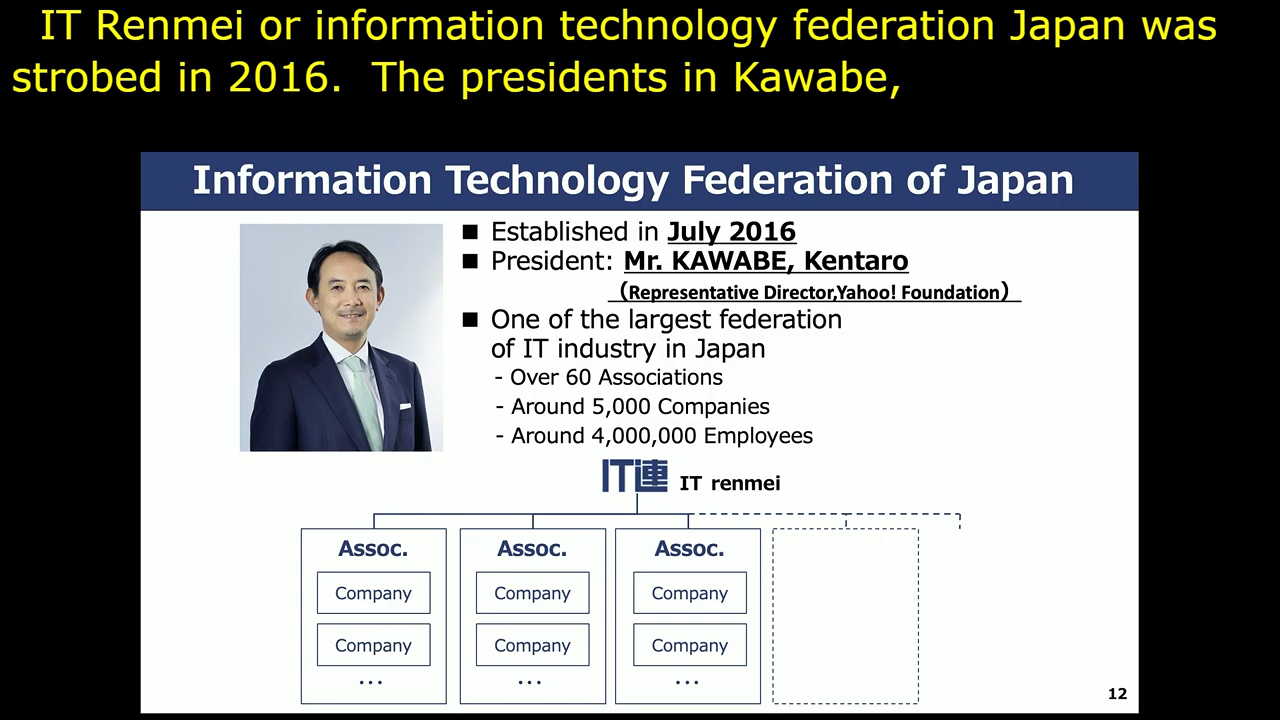 IT Renmei or information technology federation Japan was
strobed in 2016.  The presidents in Kawabe,
Information Technology Federation of Japan
■ Established in July 2016
■ President: Mr. KAWABE, Kentaro
（Representative Director,Yahoo! Foundation）
■ One of the largest federation
of IT industry in Japan
- Over 60 Associations
- Around 5,000 Companies
- Around 4,000,000 Employees
IT連 IT renmei
Assoc. Assoc. Assoc.
Company Company Company
Company Company Company
... ... ...
12